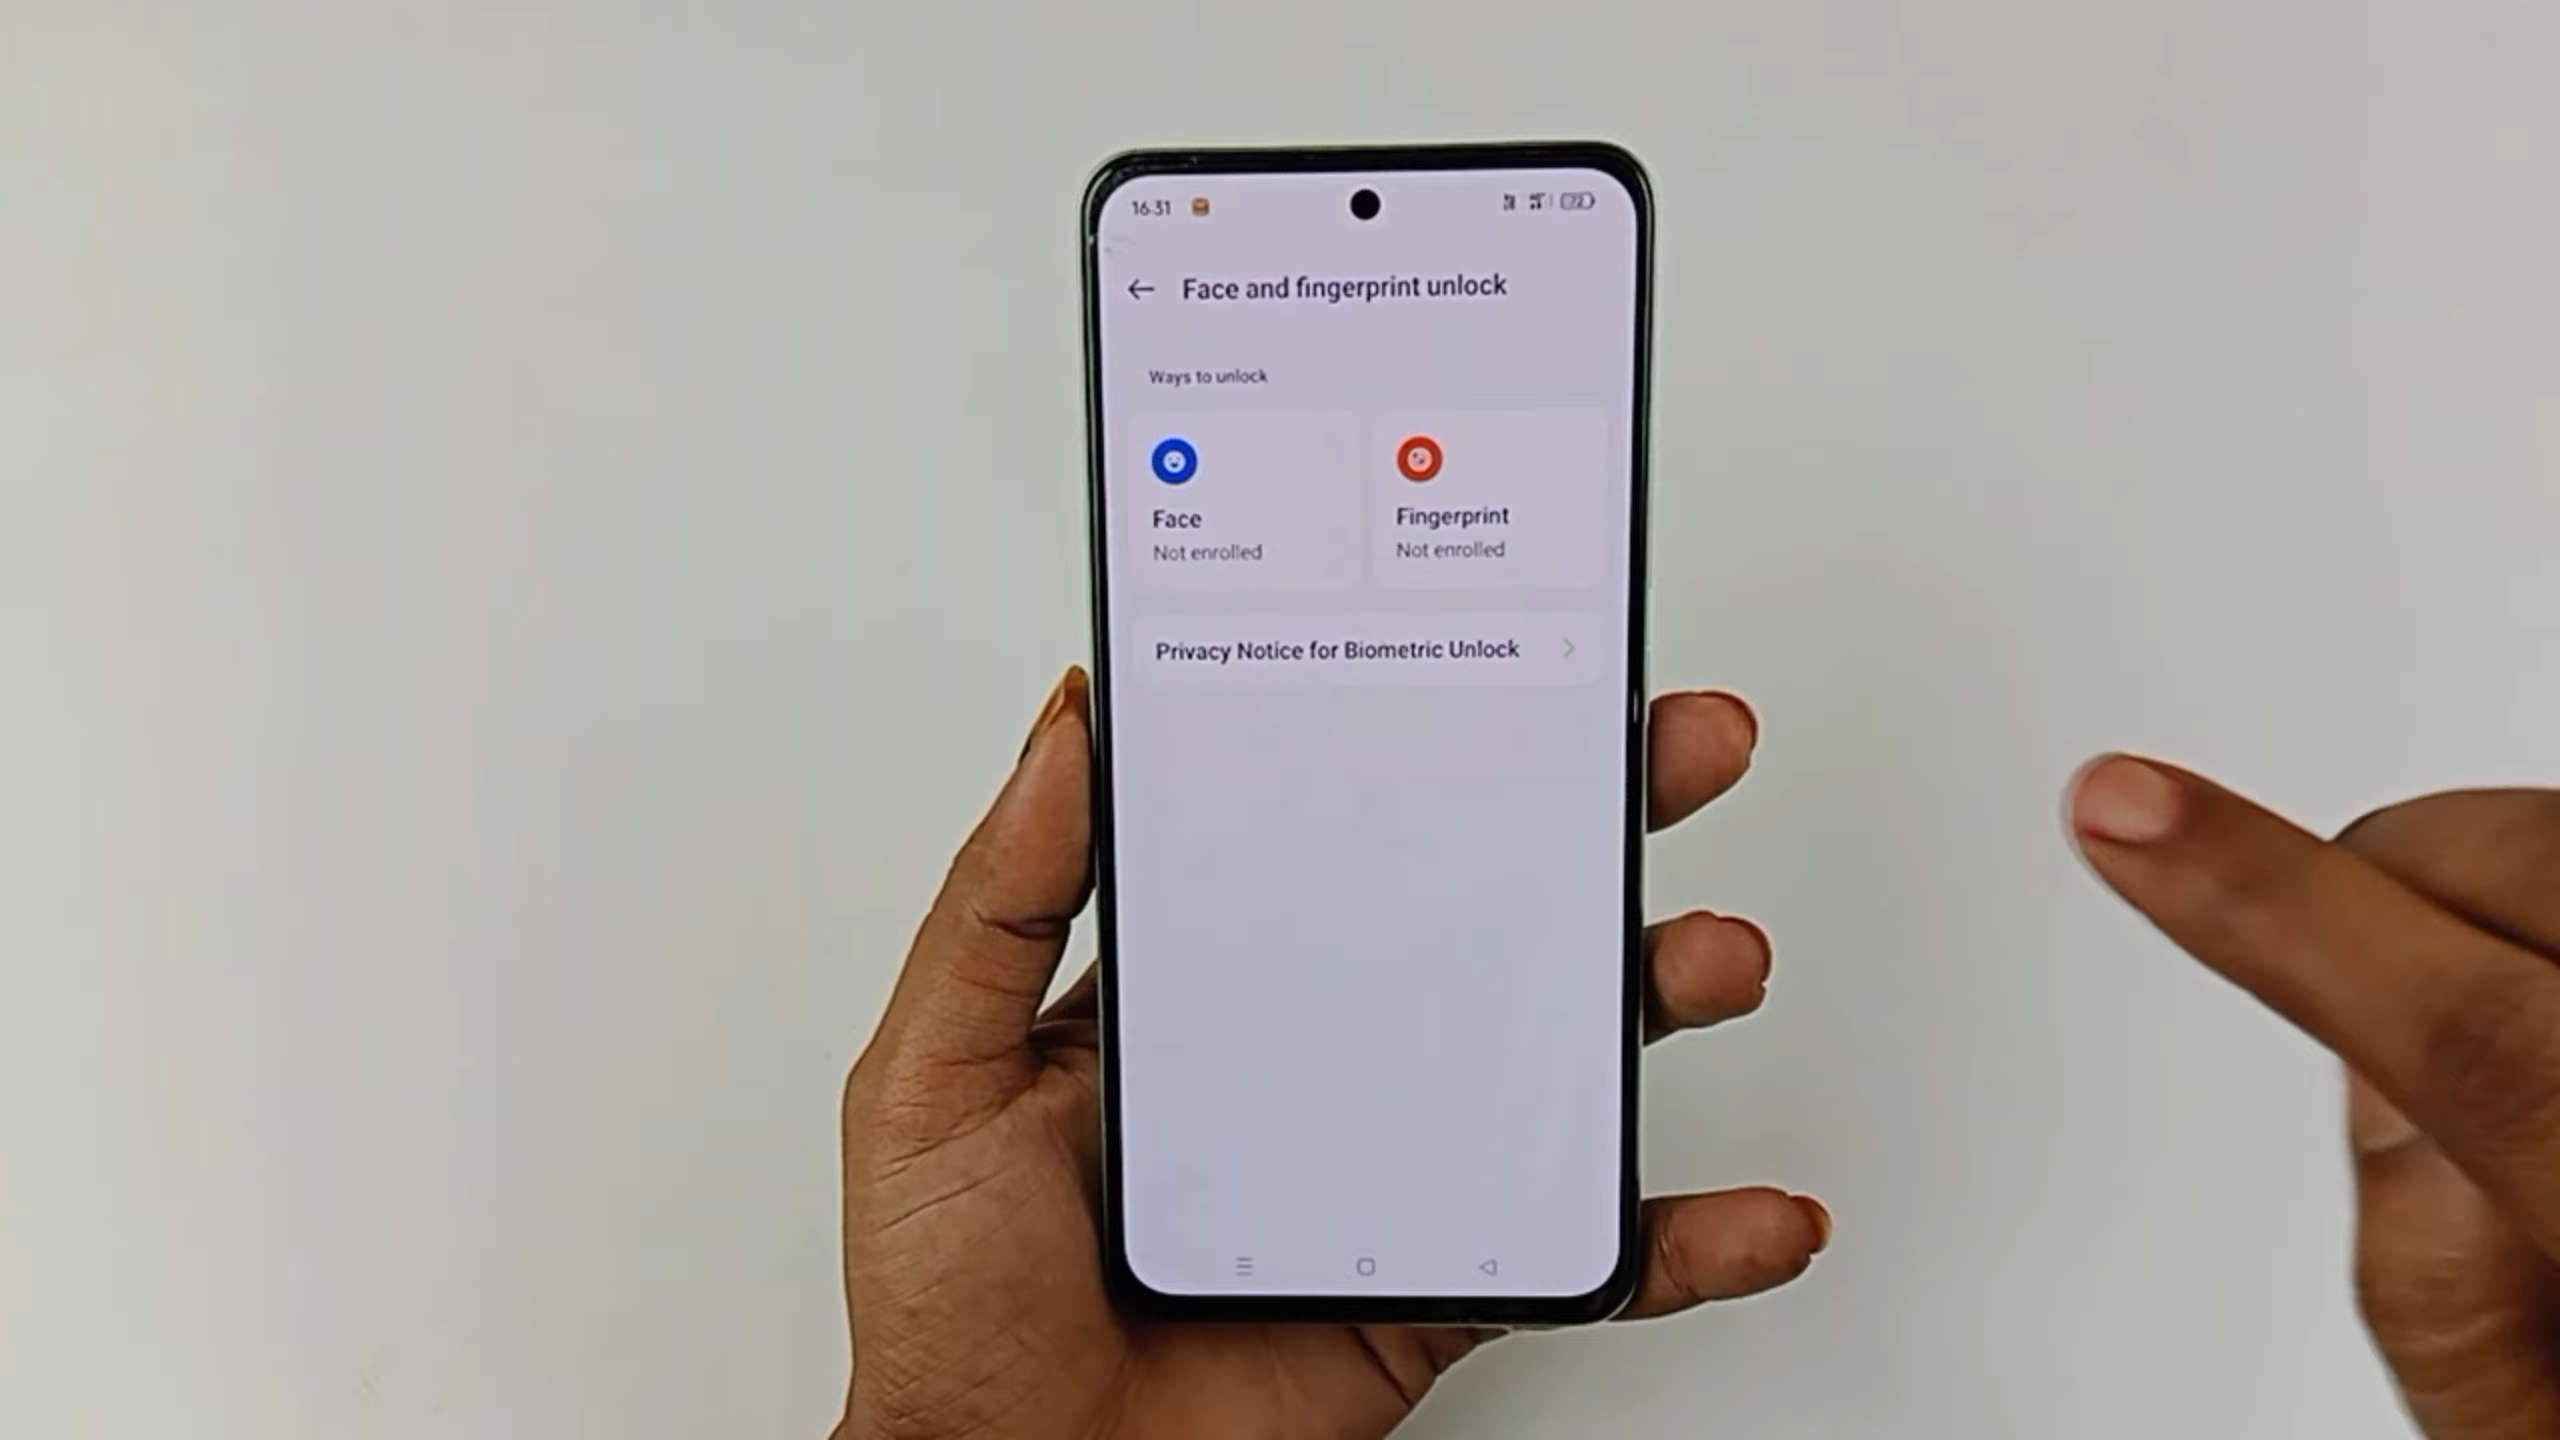 16:31
Face and fingerprint unlock
Ways to unlock
Face
Not enrolled
Fingerprint
Not enrolled
Privacy Notice for Biometric Unlock